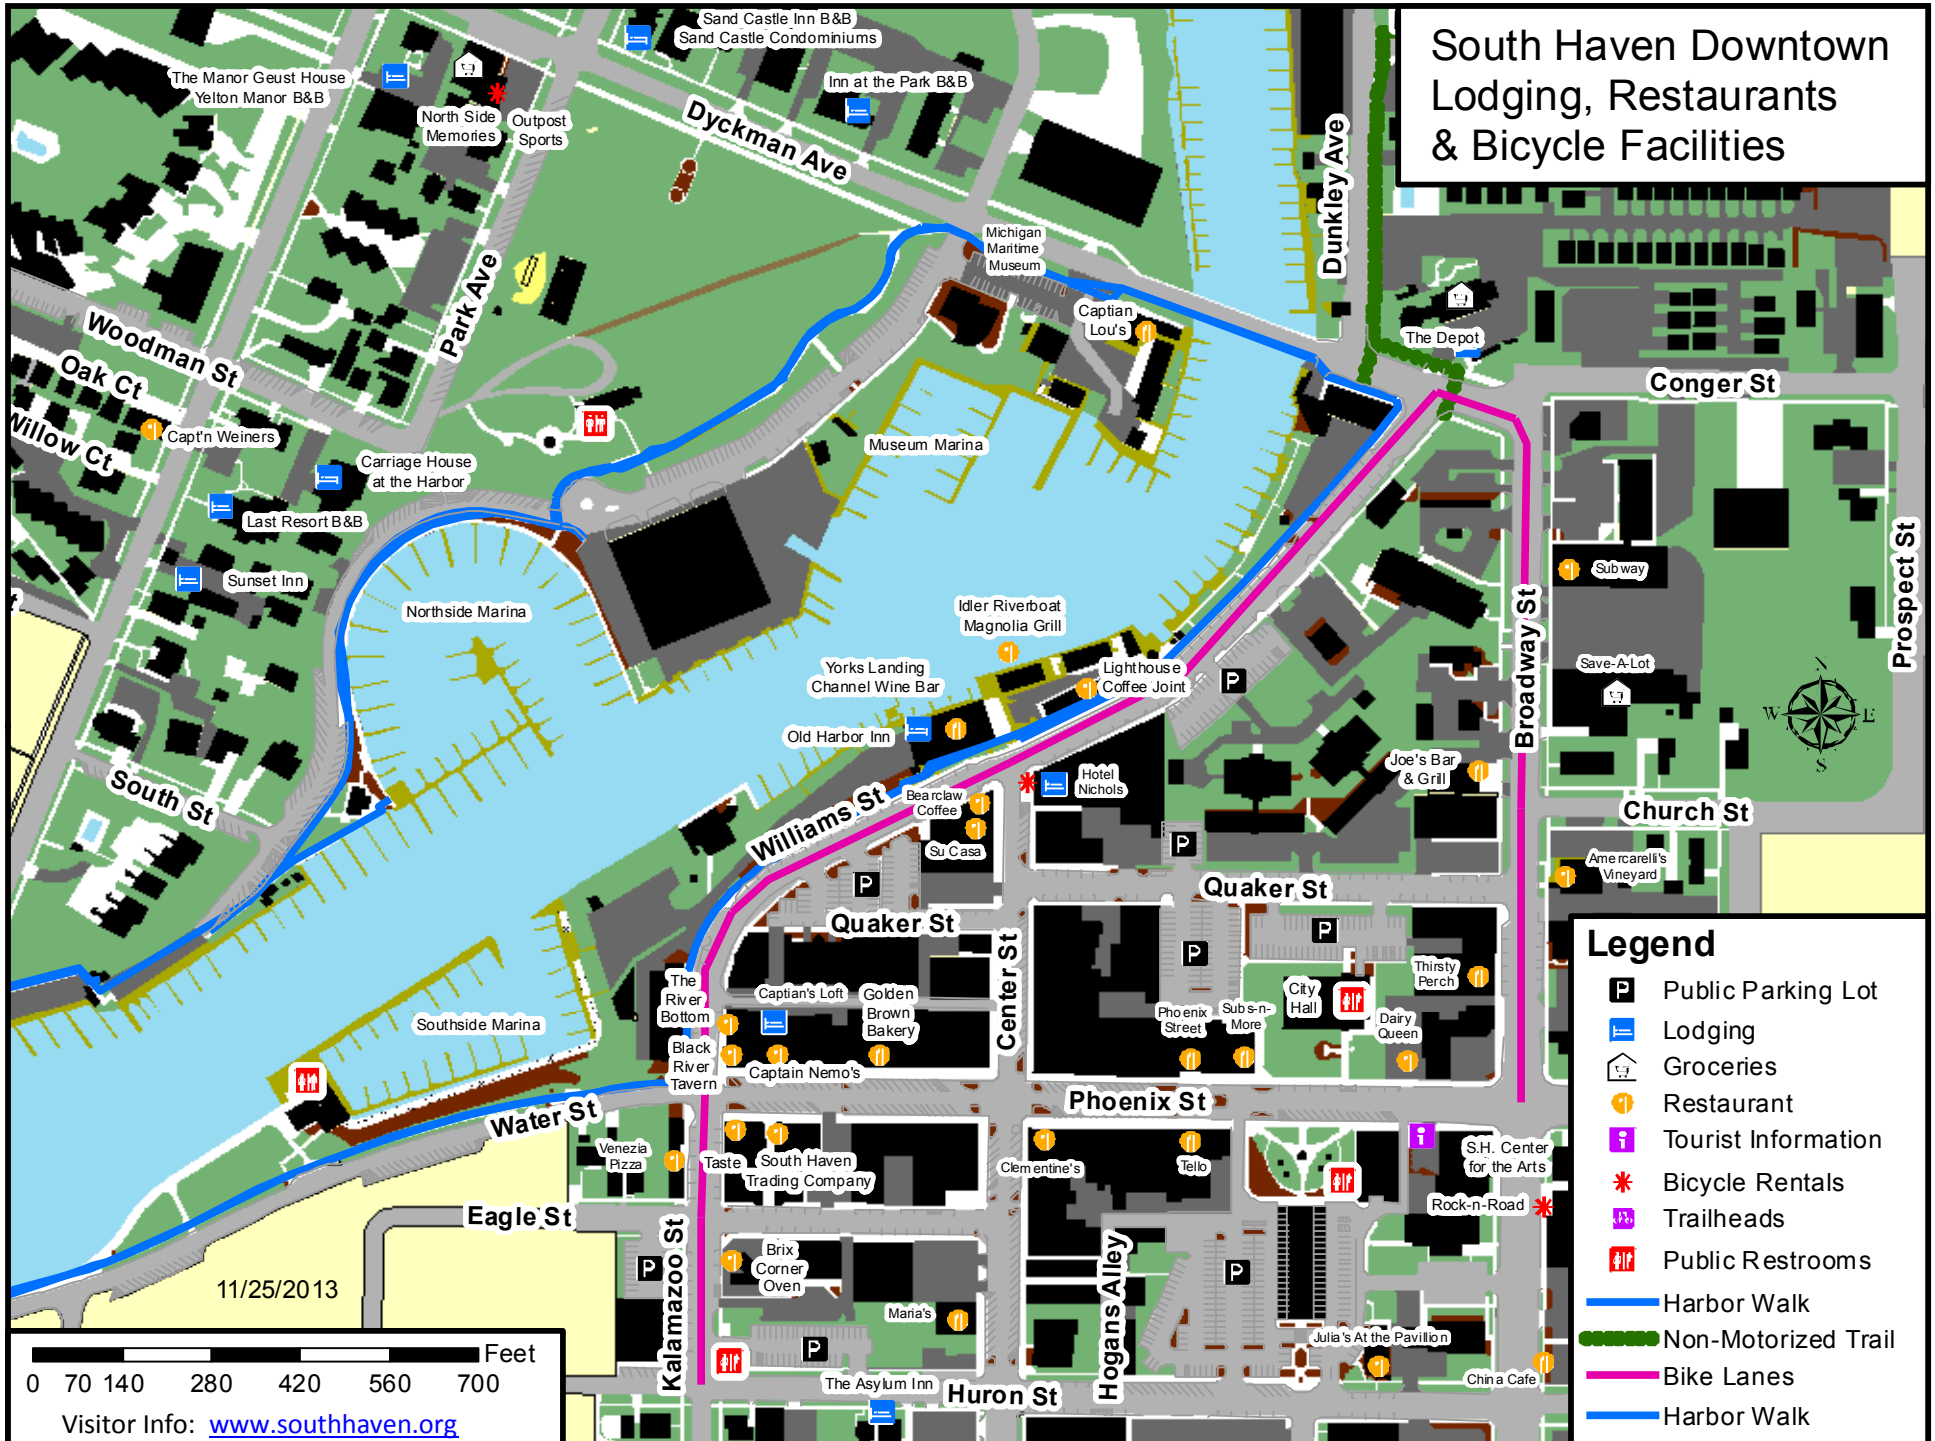 South Haven Downtown
Lodging, Restaurants
& Bicycle Facilities
Sand Castle Inn B&B
Sand Castle Condominiums
The Manor Geust House
Yelton Manor B&B
North Side
Memories
Outpost
Sports
Inn at the Park B&B
Dyckman Ave
Dunkley Ave
Michigan
Maritime
Museum
Captian
Lou's
The Depot
Conger St
Park Ave
Woodman St
Oak Ct
Willow Ct
Capt'n Weiners
Carriage House
at the Harbor
Last Resort B&B
Sunset Inn
Museum Marina
Northside Marina
Subway
Prospect St
Broadway St
Idler Riverboat
Magnolia Grill
Yorks Landing
Channel Wine Bar
Lighthouse
Coffee Joint
P
Save-A-Lot
N
W E
S
Old Harbor Inn
Hotel
Nichols
Joe's Bar
& Grill
South St
Williams St
Bearclaw
Coffee
Su Casa
Church St
P
P
Amercarelli's
Vineyard
Quaker St
Quaker St
P
P
Center St
The
River
Bottom
Captian's Loft
Golden
Brown
Bakery
City
Hall
Thirsty
Perch
Phoenix
Street
Subs-n-
More
Dairy
Queen
Southside Marina
Black
River
Tavern
Captain Nemo's
Water St
Phoenix St
Venezia
Pizza
Taste
South Haven
Trading Company
Clementine's
Tello
S.H. Center
for the Arts
Rock-n-Road
Eagle St
Kalamazoo St
P
Brix
Corner
Oven
Hogans Alley
P
Maria's
P
Julia's At the Pavillion
China Cafe
The Asylum Inn
Huron St
11/25/2013
Feet
0 70 140 280 420 560 700
Visitor Info: www.southhaven.org
Legend
P Public Parking Lot
Lodging
Groceries
Restaurant
i Tourist Information
Bicycle Rentals
Trailheads
Public Restrooms
Harbor Walk
Non-Motorized Trail
Bike Lanes
Harbor Walk